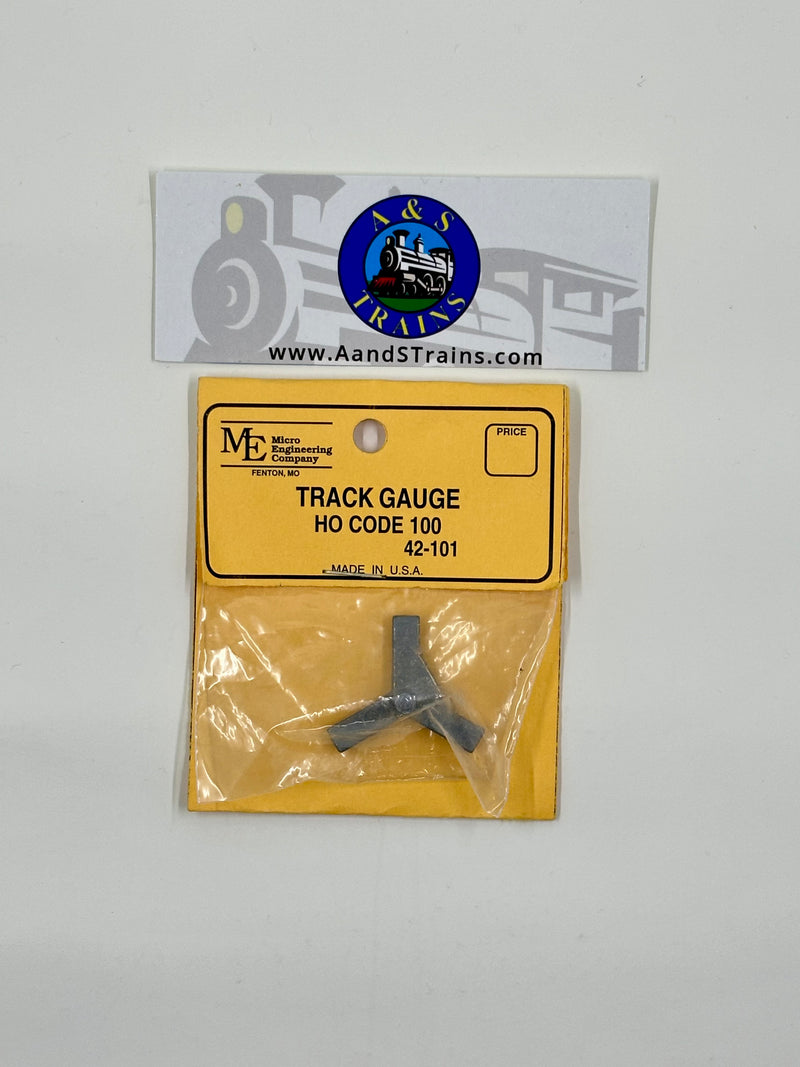 A & S
TRAINS
www.AandSTrains.com
ME Micro
Engineering
Company
FENTON, MO
PRICE
TRACK GAUGE
HO CODE 100
42-101
MADE IN U.S.A.